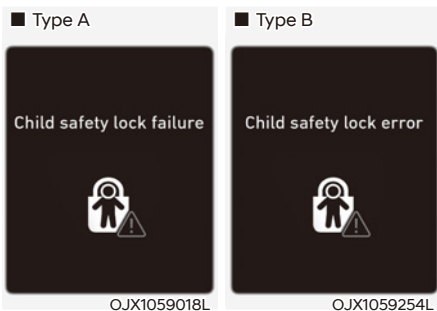 ■ Type A
Child safety lock failure
OJX1059018L
■ Type B
Child safety lock error
OJX1059254L